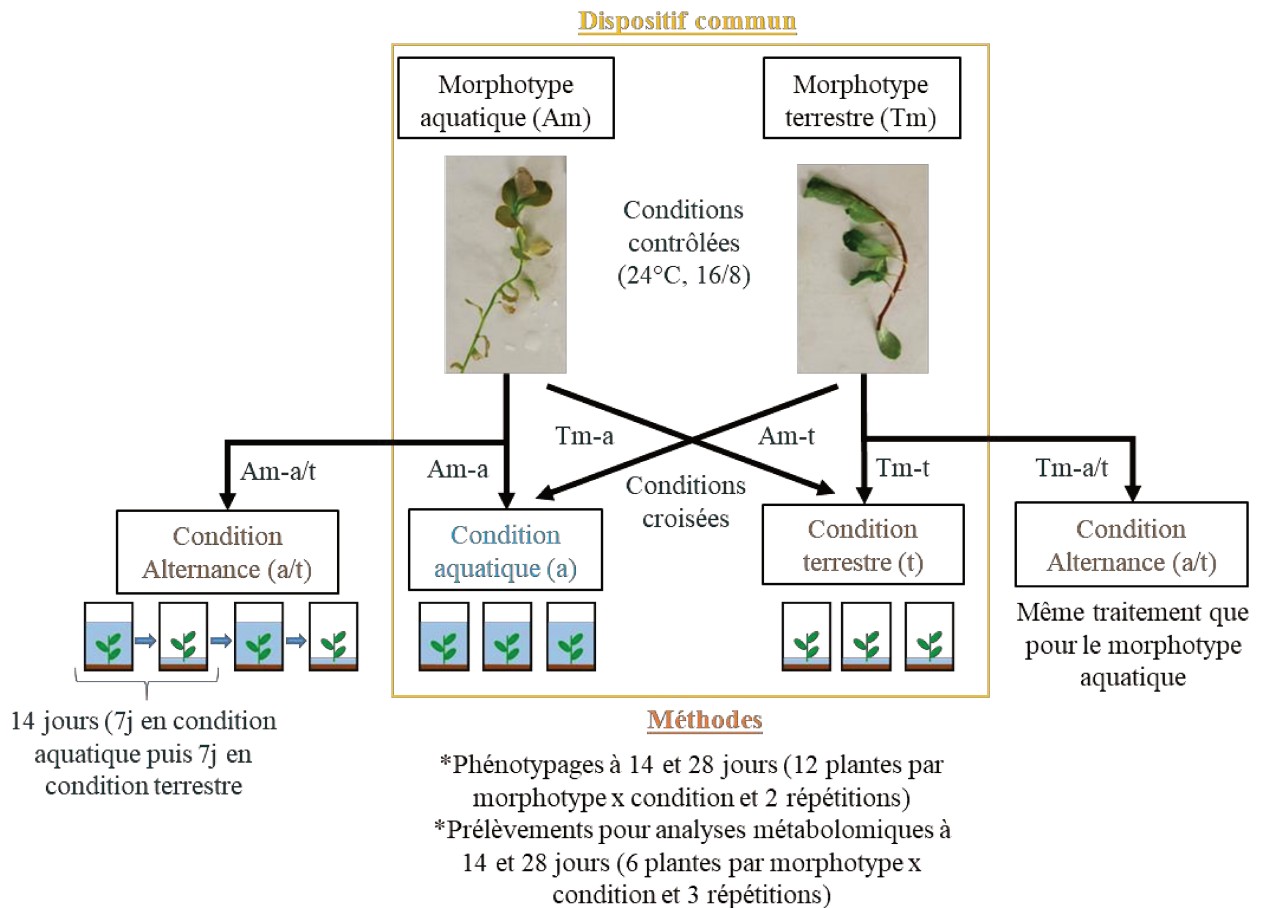 Dispositif commun
Morphotype
aquatique (Am)
Morphotype
terrestre (Tm)
Conditions
contrôlées
(24°C, 16/8)
Tm-a
Am-t
Am-a/t
Am-a
Conditions
croisées
Tm-t
Tm-a/t
Condition
Alternance (a/t)
Condition
aquatique (a)
Condition
terrestre (t)
Condition
Alternance (a/t)
Même traitement que
pour le morphotype
aquatique
14 jours (7j en condition
aquatique puis 7j en
condition terrestre
Méthodes
*Phénotypages à 14 et 28 jours (12 plantes par
morphotype x condition et 2 répétitions)
*Prélèvements pour analyses métabolomiques à
14 et 28 jours (6 plantes par morphotype x
condition et 3 répétitions)